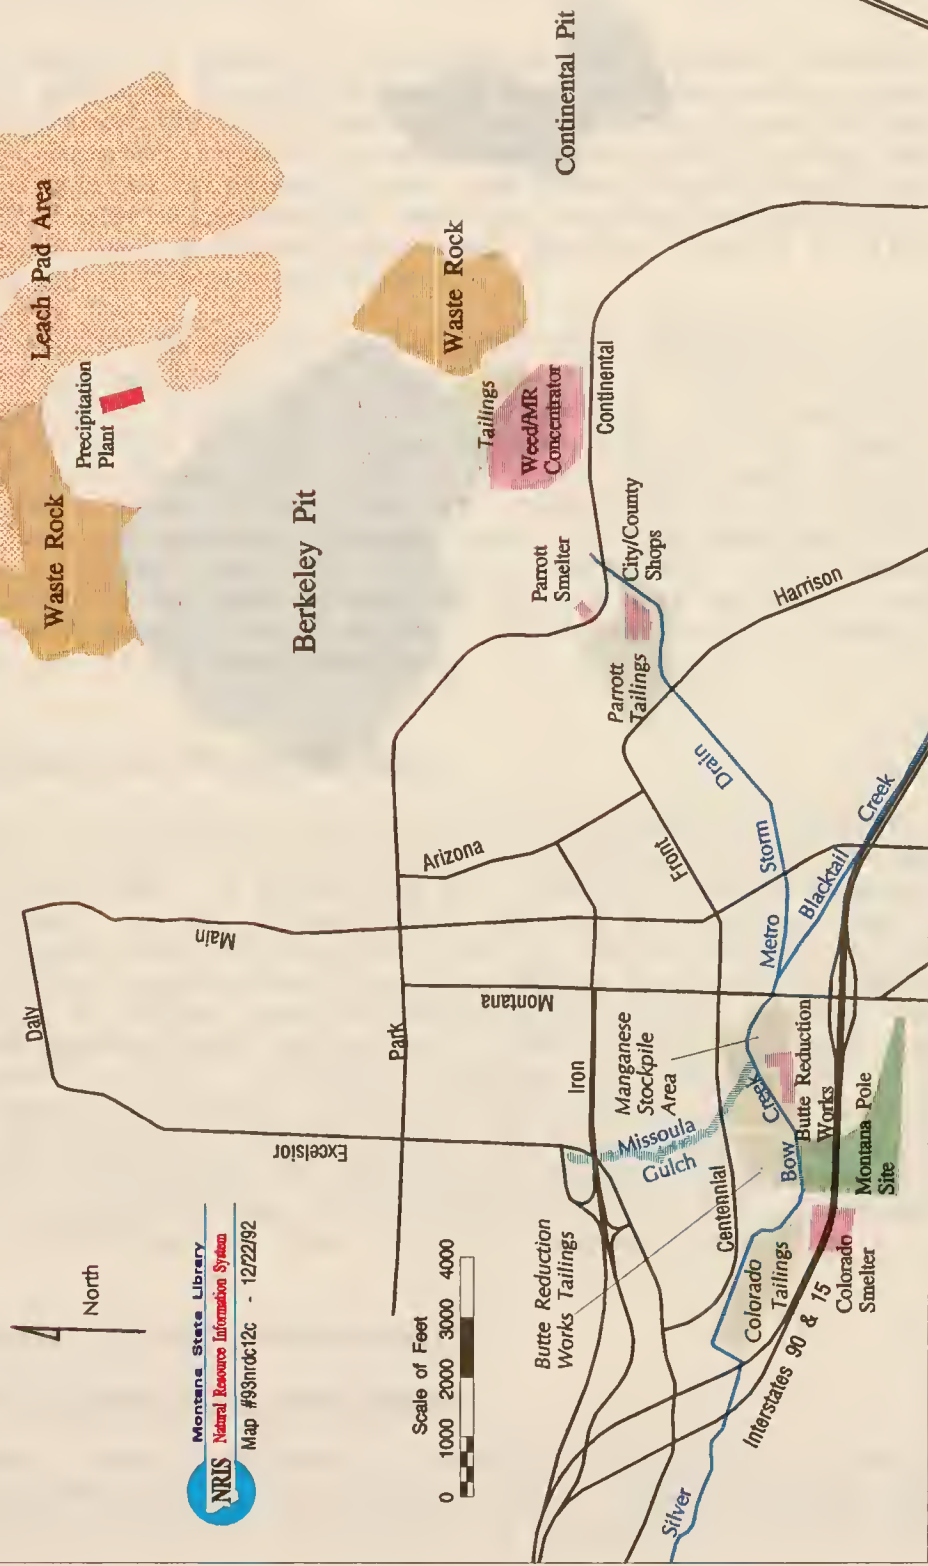 Continental Pit
Leach Pad Area
Precipitation
Plant
Waste Rock
Waste Rock
Berkeley Pit
Tailings
Weed/MR
Concentrator
Continental
Parrott
Smelter
City/County
Shops
Parrott
Tailings
Harrison
Daly
Main
Arizona
Front
Park
Montana
Iron
Excelsior
Metro Storm Drain
Blacktail Creek
Manganese
Stockpile
Area
Missoula
Gulch
Centennial
Butte Reduction
Works
Montana Pole
Site
Butte Reduction
Works Tailings
Colorado
Tailings
Colorado
Smelter
Interstates 90 & 15
Silver Bow Creek
North
NRIS
Montana State Library
Natural Resource Information System
Map #93nrdc12c - 12/22/92
Scale of Feet
0 1000 2000 3000 4000